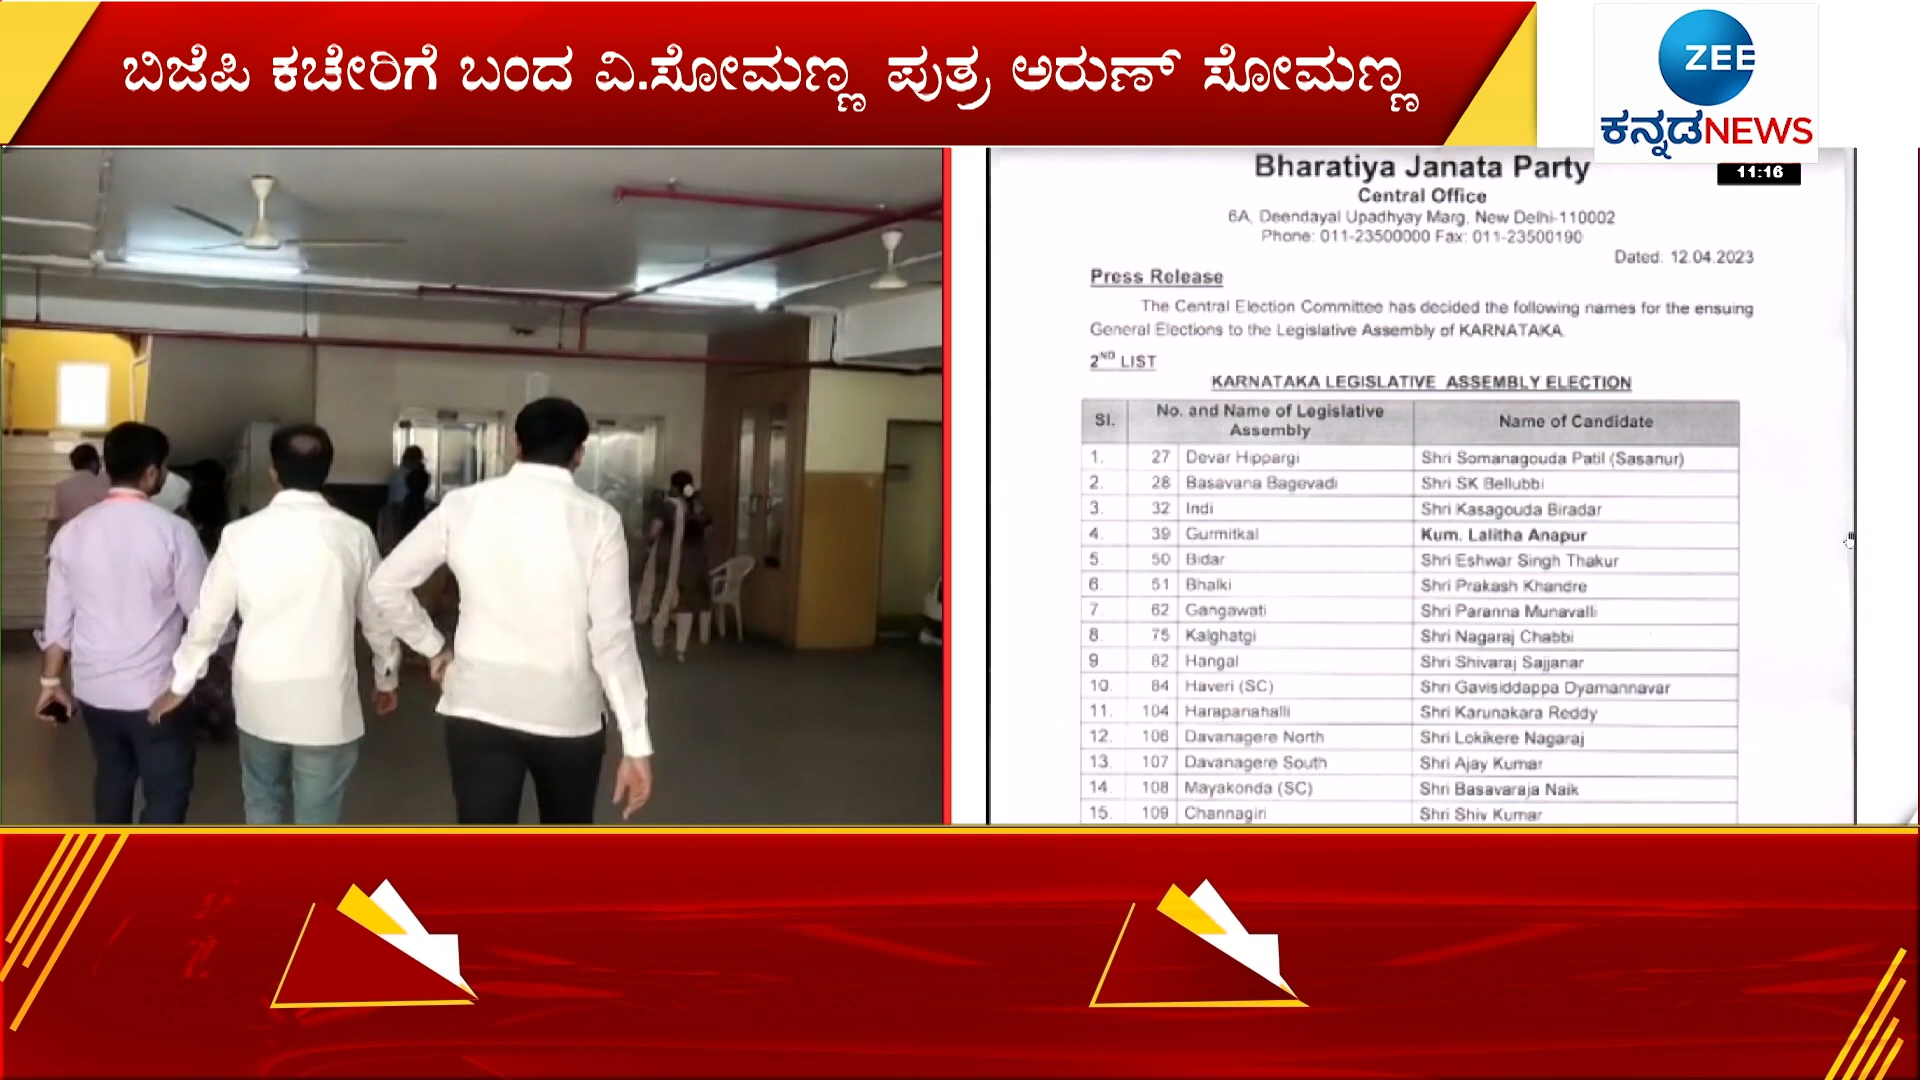 ಬಿಜೆಪಿ ಕಚೇರಿಗೆ ಬಂದ ವಿ.ಸೋಮಣ್ಣ ಪುತ್ರ ಅರುಣ್ ಸೋಮಣ್ಣ
ZEE
ಕನ್ನಡNEWS
11:16
Bharatiya Janata Party
Central Office
6A, Deendayal Upadhyay Marg, New Delhi-110002
Phone: 011-23500000 Fax: 011-23500190
Dated: 12.04.2023
Press Release
The Central Election Committee has decided the following names for the ensuing
General Elections to the Legislative Assembly of KARNATAKA.
2ND LIST
KARNATAKA LEGISLATIVE ASSEMBLY ELECTION
Sl. No. and Name of Legislative Assembly Name of Candidate
1. 27 Devar Hippargi Shri Somanagouda Patil (Sasanur)
2. 28 Basavana Bagevadi Shri SK Bellubbi
3. 32 Indi Shri Kasagouda Biradar
4. 39 Gurmitkal Kum. Lalitha Anapur
5. 50 Bidar Shri Eshwar Singh Thakur
6. 51 Bhalki Shri Prakash Khandre
7. 62 Gangawati Shri Paranna Munavalli
8. 75 Kalghatgi Shri Nagaraj Chabbi
9. 82 Hangal Shri Shivaraj Sajjanar
10. 84 Haveri (SC) Shri Gavisiddappa Dyamannavar
11. 104 Harapanahalli Shri Karunakara Reddy
12. 106 Davanagere North Shri Lokikere Nagaraj
13. 107 Davanagere South Shri Ajay Kumar
14. 108 Mayakonda (SC) Shri Basavaraja Naik
15. 109 Channagiri Shri Shiv Kumar